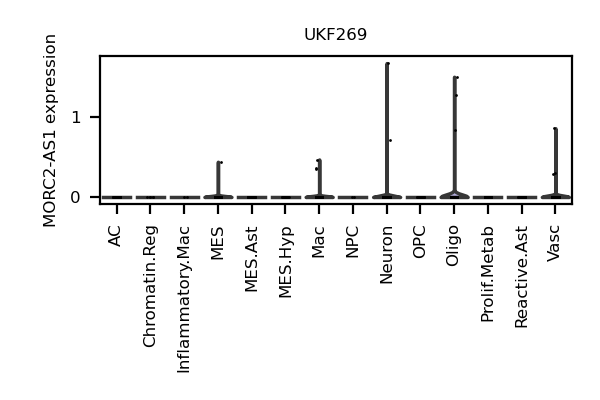 UKF269
MORC2-AS1 expression
1
0
AC
Chromatin.Reg
Inflammatory.Mac
MES
MES.Ast
MES.Hyp
Mac
NPC
Neuron
OPC
Oligo
Prolif.Metab
Reactive.Ast
Vasc